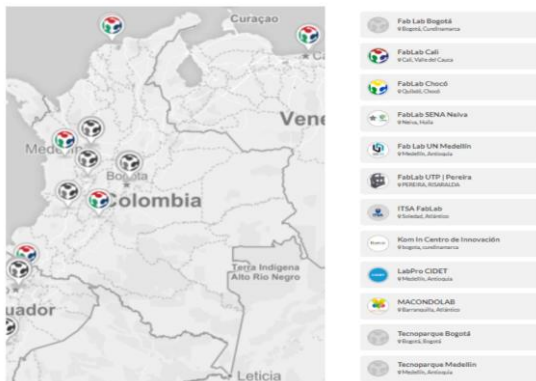 Curaçao
Ca
Vene
Mede
Bogota
Colombia
Terra Indígena
Alto Rio Negro
uador
Leticia
Fab Lab Bogotá
Bogotá, Cundinamarca
FabLab Cali
Cali, Valle del Cauca
FabLab Chocó
Quibdó, Chocó
FabLab SENA Neiva
Neiva, Huila
Fab Lab UN Medellín
Medellín, Antioquia
FabLab UTP | Pereira
PEREIRA, RISARALDA
ITSA FabLab
Soledad, Atlántico
Kom In Centro de Innovación
bogota, cundinamarca
LabPro CIDET
Medellín, Antioquia
MACONDOLAB
Barranquilla, Atlántico
Tecnoparque Bogotá
Bogotá, Bogotá
Tecnoparque Medellín
Medellín, Antioquia